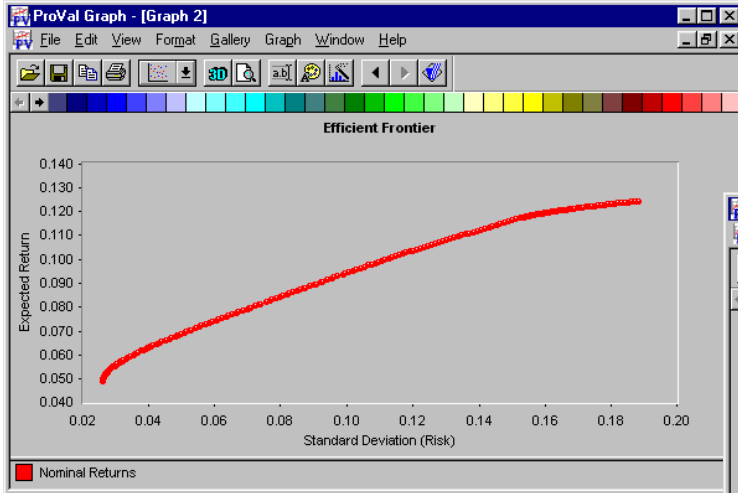 ProVal Graph - [Graph 2]
File Edit View Format Gallery Graph Window Help
3D a.b]
Efficient Frontier
0.140
0.130
0.120
0.110
0.100
0.090
0.080
0.070
0.060
0.050
0.040
Expected Return
0.02 0.04 0.06 0.08 0.10 0.12 0.14 0.16 0.18 0.20
Standard Deviation (Risk)
Nominal Returns